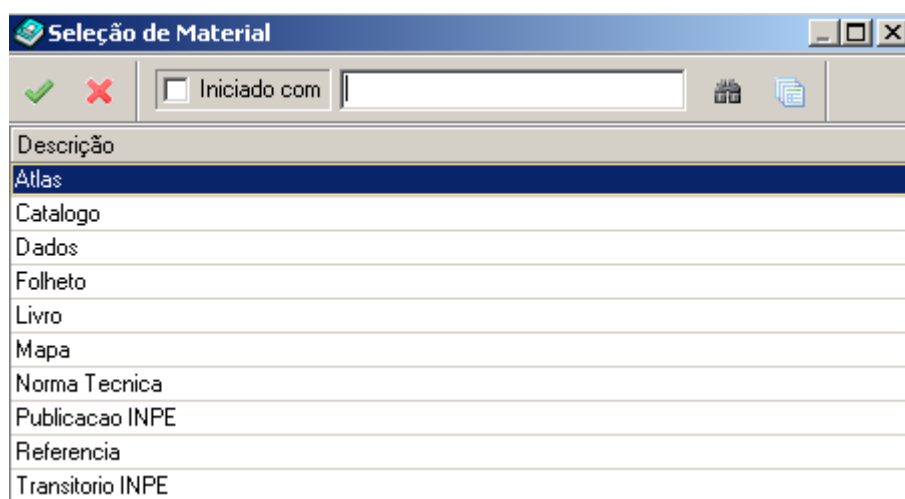 Seleção de Material
Iniciado com
Descrição
Atlas
Catalogo
Dados
Folheto
Livro
Mapa
Norma Tecnica
Publicacao INPE
Referencia
Transitorio INPE